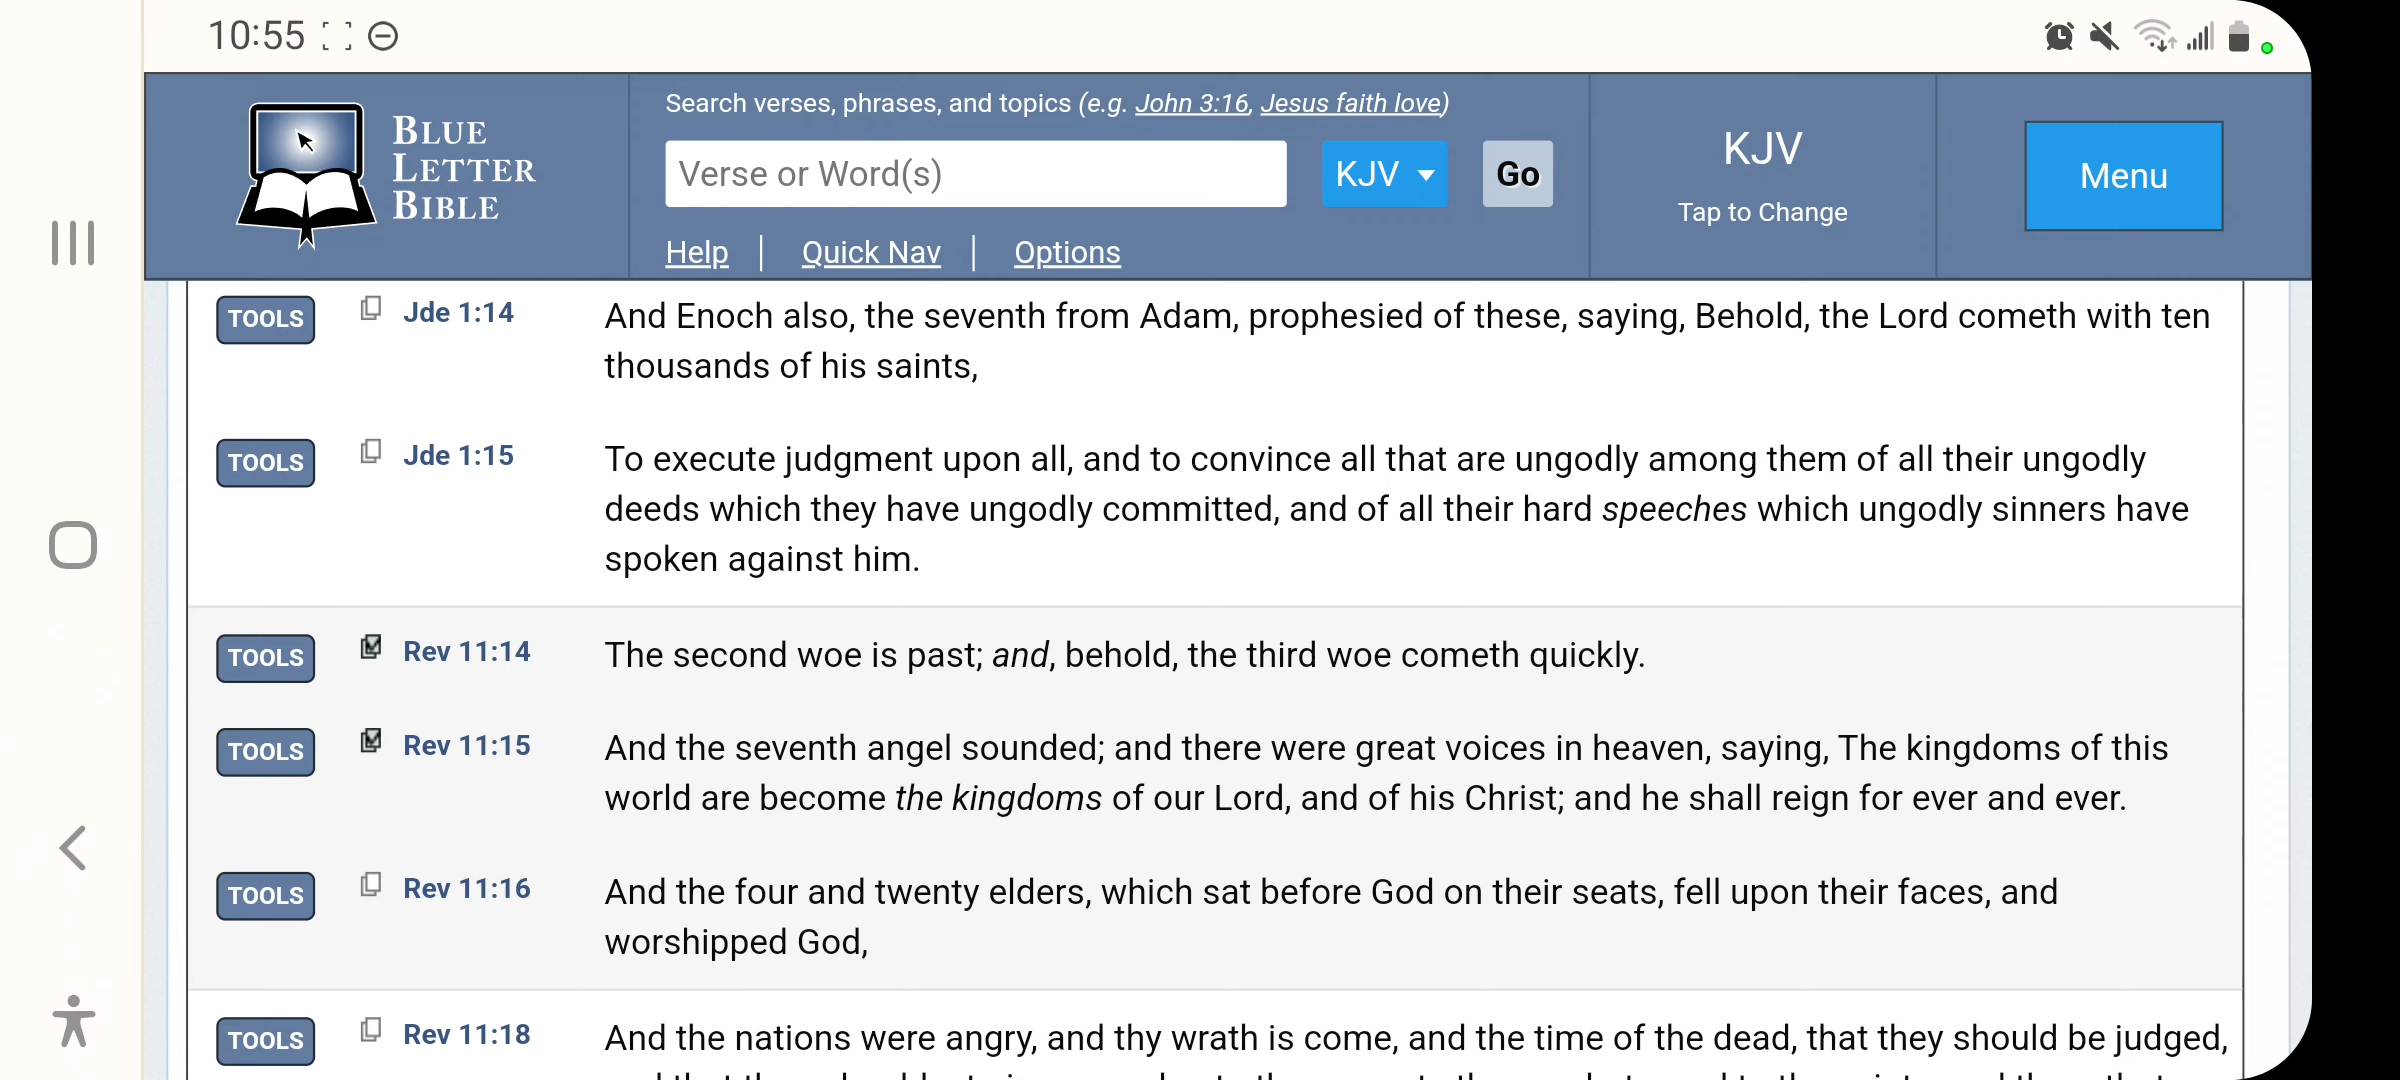 10:55
BLUE
LETTER
BIBLE
Search verses, phrases, and topics (e.g. John 3:16, Jesus faith love)
Verse or Word(s)
KJV
Go
Help | Quick Nav | Options
KJV
Tap to Change
Menu
TOOLS Jde 1:14 And Enoch also, the seventh from Adam, prophesied of these, saying, Behold, the Lord cometh with ten
thousands of his saints,
TOOLS Jde 1:15 To execute judgment upon all, and to convince all that are ungodly among them of all their ungodly
deeds which they have ungodly committed, and of all their hard speeches which ungodly sinners have
spoken against him.
TOOLS Rev 11:14 The second woe is past; and, behold, the third woe cometh quickly.
TOOLS Rev 11:15 And the seventh angel sounded; and there were great voices in heaven, saying, The kingdoms of this
world are become the kingdoms of our Lord, and of his Christ; and he shall reign for ever and ever.
TOOLS Rev 11:16 And the four and twenty elders, which sat before God on their seats, fell upon their faces, and
worshipped God,
TOOLS Rev 11:18 And the nations were angry, and thy wrath is come, and the time of the dead, that they should be judged,